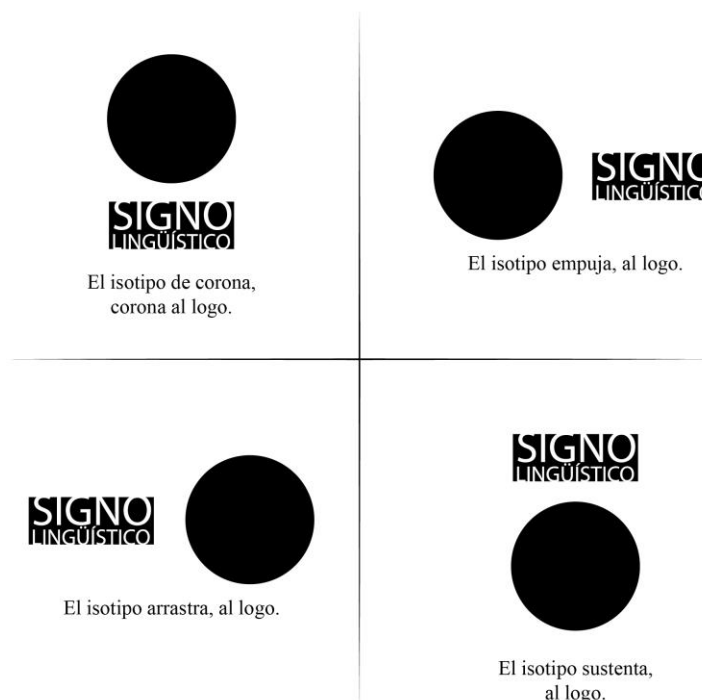 SIGNO
LINGÜÍSTICO
El isotipo de corona,
corona al logo.
SIGNO
LINGÜÍSTICO
El isotipo empuja, al logo.
SIGNO
LINGÜÍSTICO
El isotipo arrastra, al logo.
SIGNO
LINGÜÍSTICO
El isotipo sustenta,
al logo.